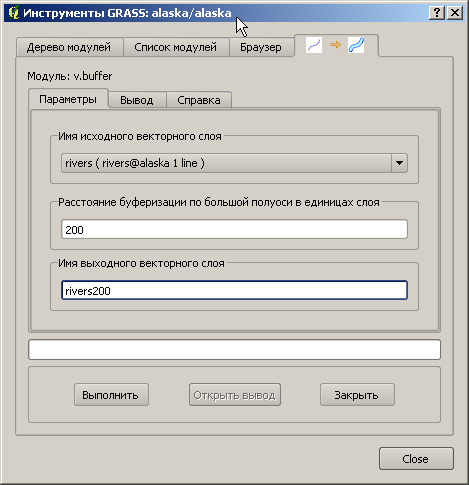 Инструменты GRASS: alaska/alaska
Дерево модулей Список модулей Браузер
Модуль: v.buffer
Параметры Вывод Справка
Имя исходного векторного слоя
rivers ( rivers@alaska 1 line )
Расстояние буферизации по большой полуоси в единицах слоя
200
Имя выходного векторного слоя
rivers200
Выполнить Открыть вывод Закрыть
Close